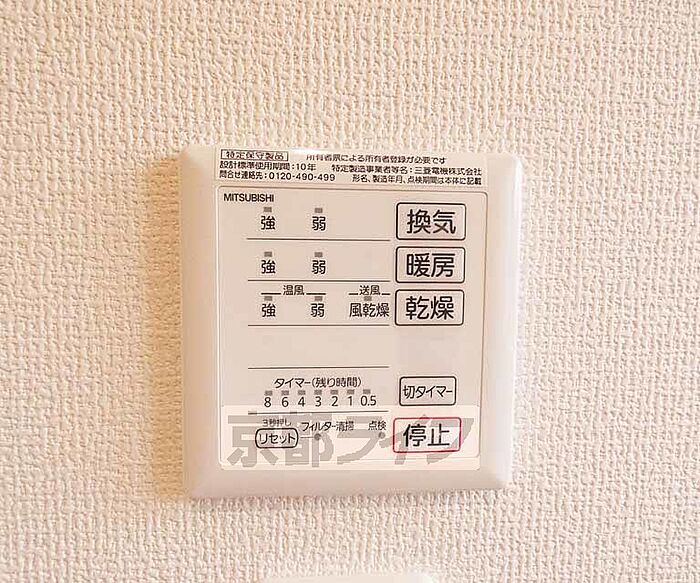 特定保守製品 所有者票による所有者登録が必要です
設計標準使用期間:10年 特定製造事業者等名:三菱電機株式会社
問合せ連絡先:0120-490-499 形名、製造年月、点検期間は本体に記載
MITSUBISHI
強 弱 換気
強 弱 暖房
温風 送風
強 弱 風乾燥 乾燥
タイマー(残り時間)
8 6 4 3 2 1 0.5 切タイマー
3秒押し
リセット フィルター清掃 点検 停止
京都ライフ